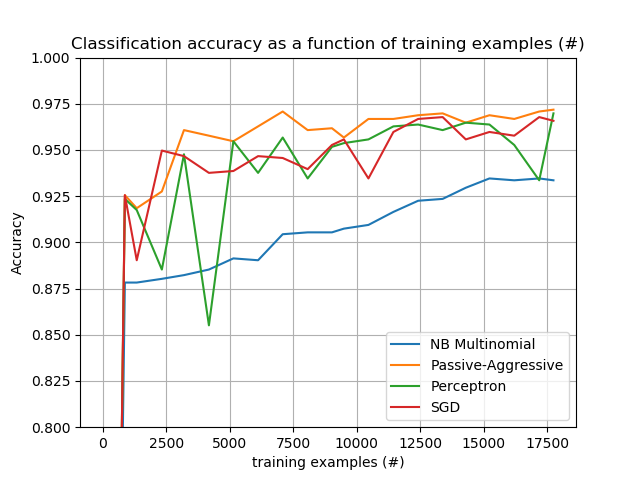 Classification accuracy as a function of training examples (#)
1.000
0.975
0.950
0.925
0.900
0.875
0.850
0.825
0.800
Accuracy
NB Multinomial
Passive-Aggressive
Perceptron
SGD
0 2500 5000 7500 10000 12500 15000 17500
training examples (#)